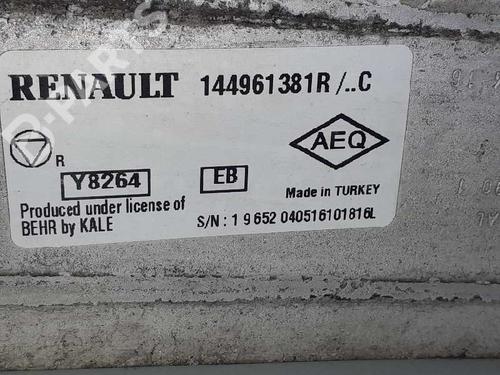 RENAULT 144961381R /..C
R
AEQ
Y8264 EB
Made in TURKEY
Produced under license of
BEHR by KALE
S/N : 1 9 652 040516101816L
B-PARTS